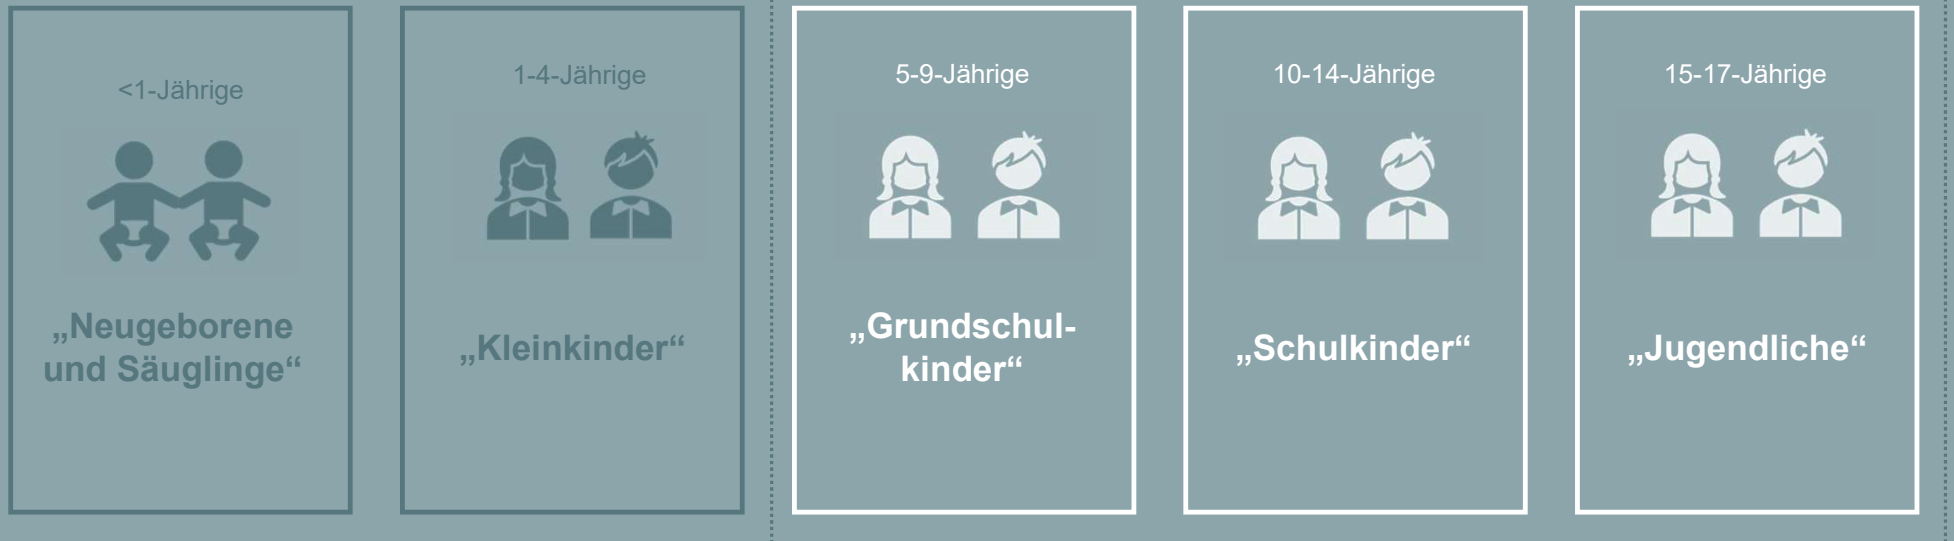 <1-Jährige
„Neugeborene
und Säuglinge“
1-4-Jährige
„Kleinkinder“
5-9-Jährige
„Grundschul-
kinder“
10-14-Jährige
„Schulkinder“
15-17-Jährige
„Jugendliche“